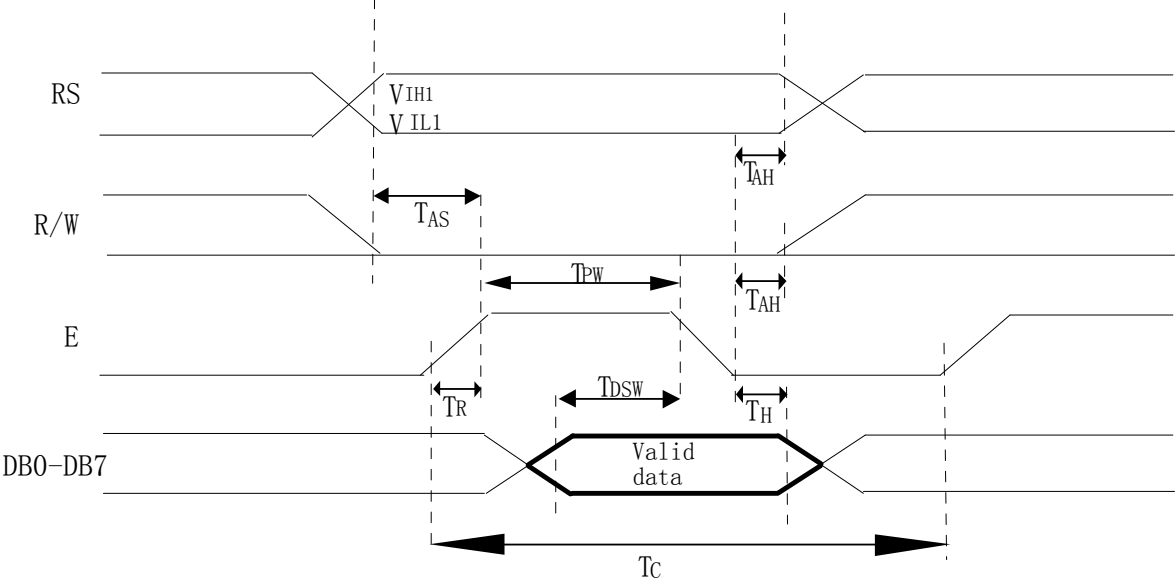 RS
VIH1
VIL1
TAH
R/W
TAS
TPW
TAH
E
TR
TDSW
TH
DB0-DB7
Valid
data
TC